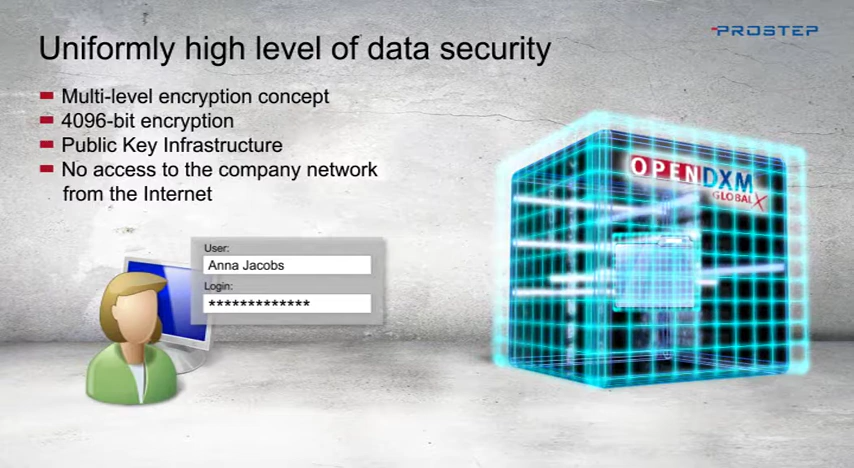 PROSTEP
Uniformly high level of data security
Multi-level encryption concept
4096-bit encryption
Public Key Infrastructure
No access to the company network
from the Internet
OPENDXM
GLOBAL X
User:
Anna Jacobs
Login:
*************